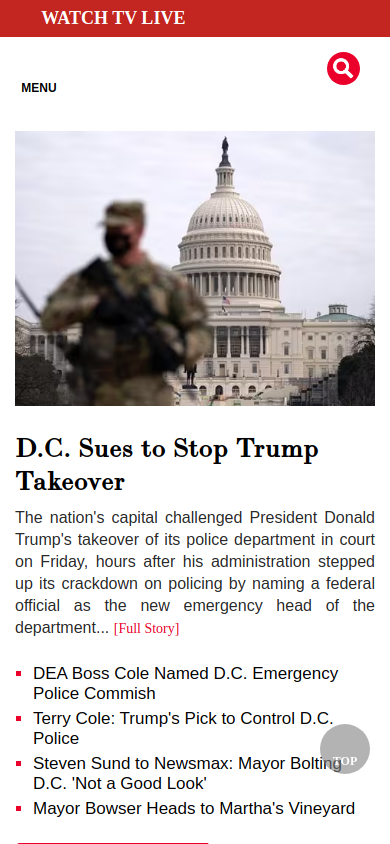 WATCH TV LIVE
MENU
D.C. Sues to Stop Trump
Takeover
The nation's capital challenged President Donald
Trump's takeover of its police department in court
on Friday, hours after his administration stepped
up its crackdown on policing by naming a federal
official as the new emergency head of the
department... [Full Story]
DEA Boss Cole Named D.C. Emergency
Police Commish
Terry Cole: Trump's Pick to Control D.C.
Police
Steven Sund to Newsmax: Mayor Bolting
D.C. 'Not a Good Look'
TOP
Mayor Bowser Heads to Martha's Vineyard